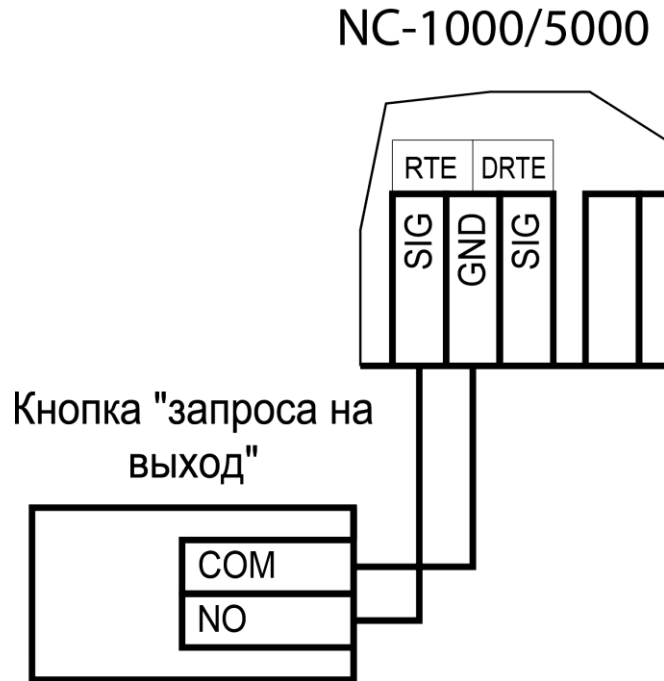 NC-1000/5000
RTE DRTE
SIG GND SIG
Кнопка "запроса на
выход"
COM
NO